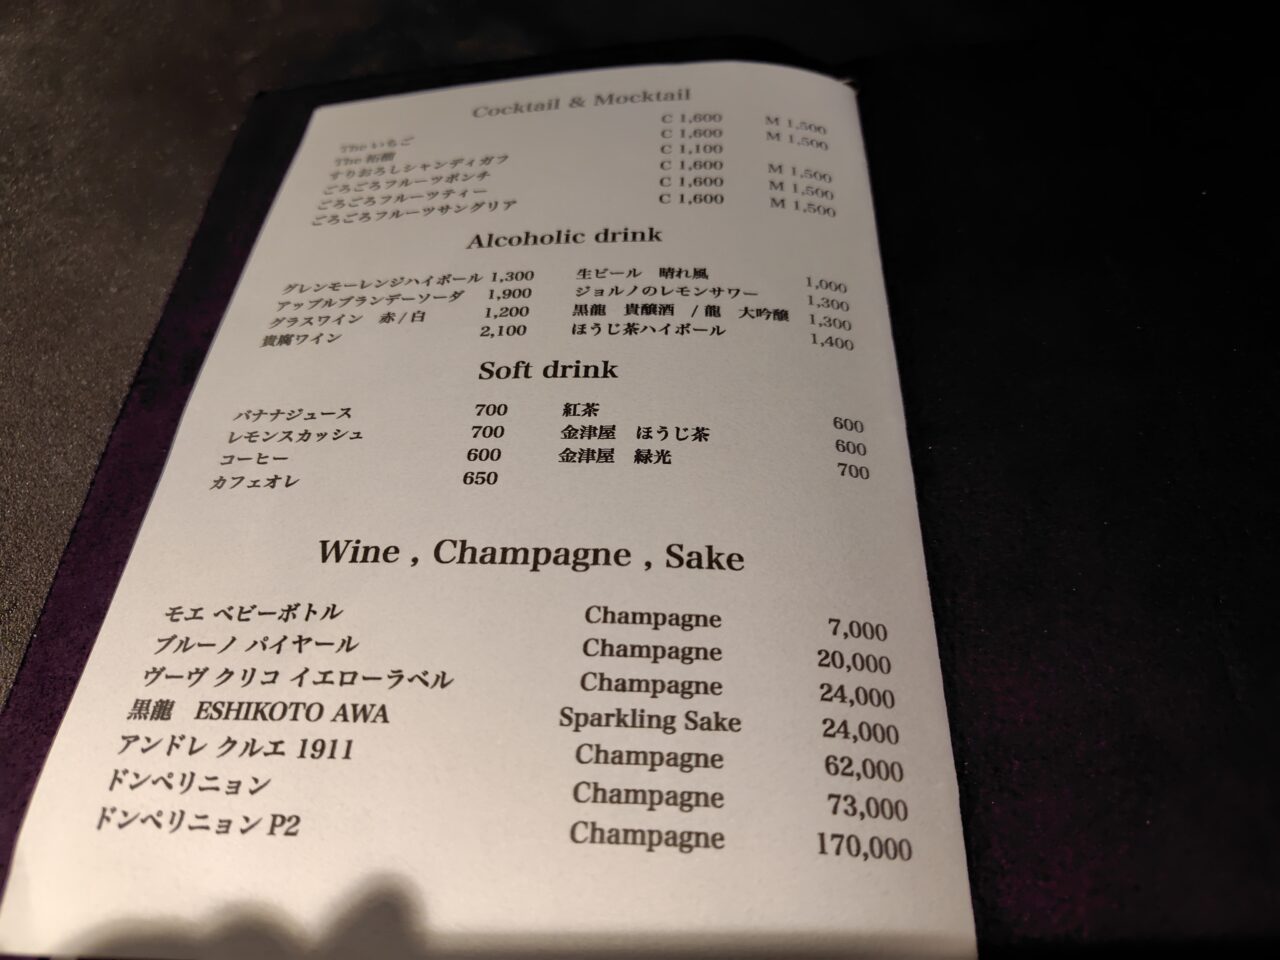 Cocktail & Mocktail
The いちご C 1,600 M 1,500
The 柘榴 C 1,600 M 1,500
すりおろしシャンディガフ C 1,100
ごろごろフルーツポンチ C 1,600 M 1,500
ごろごろフルーツティー C 1,600 M 1,500
ごろごろフルーツサングリア C 1,600 M 1,500
Alcoholic drink
グレンモーレンジハイボール 1,300 生ビール 晴れ風 1,000
アップルブランデーソーダ 1,900 ジョルノのレモンサワー 1,300
グラスワイン 赤/白 1,200 黒龍 貴醸酒 / 龍 大吟醸 1,300
貴腐ワイン 2,100 ほうじ茶ハイボール 1,400
Soft drink
バナナジュース 700 紅茶 600
レモンスカッシュ 700 金津屋 ほうじ茶 600
コーヒー 600 金津屋 緑光 700
カフェオレ 650
Wine , Champagne , Sake
モエ ベビーボトル Champagne 7,000
ブルーノ パイヤール Champagne 20,000
ヴーヴ クリコ イエローラベル Champagne 24,000
黒龍 ESHIKOTO AWA Sparkling Sake 24,000
アンドレ クルエ 1911 Champagne 62,000
ドンペリニョン Champagne 73,000
ドンペリニョン P2 Champagne 170,000